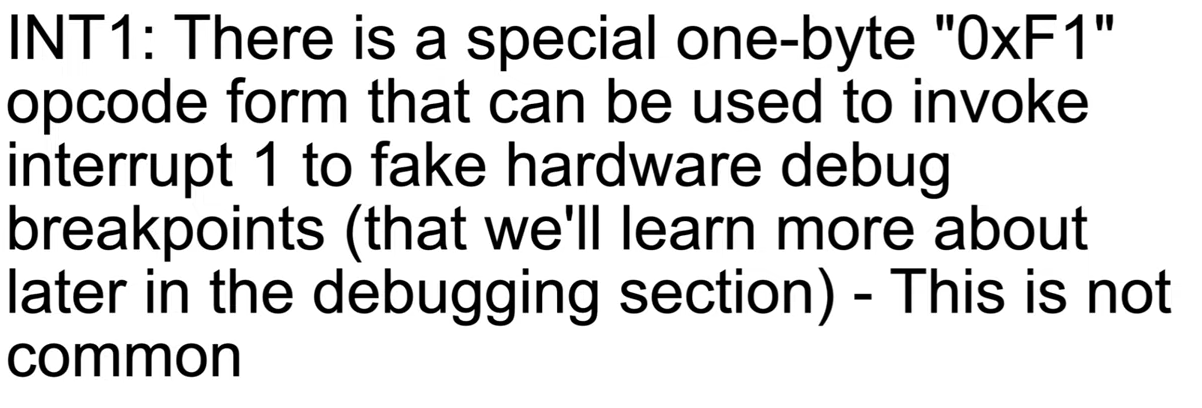 INT1: There is a special one-byte "0xF1"
opcode form that can be used to invoke
interrupt 1 to fake hardware debug
breakpoints (that we'll learn more about
later in the debugging section) - This is not
common